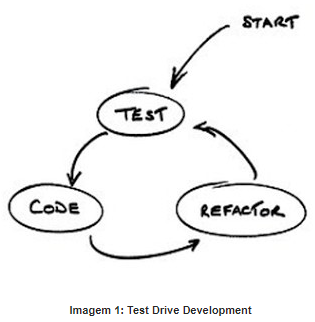 START
TEST
CODE
REFACTOR
Imagem 1: Test Drive Development